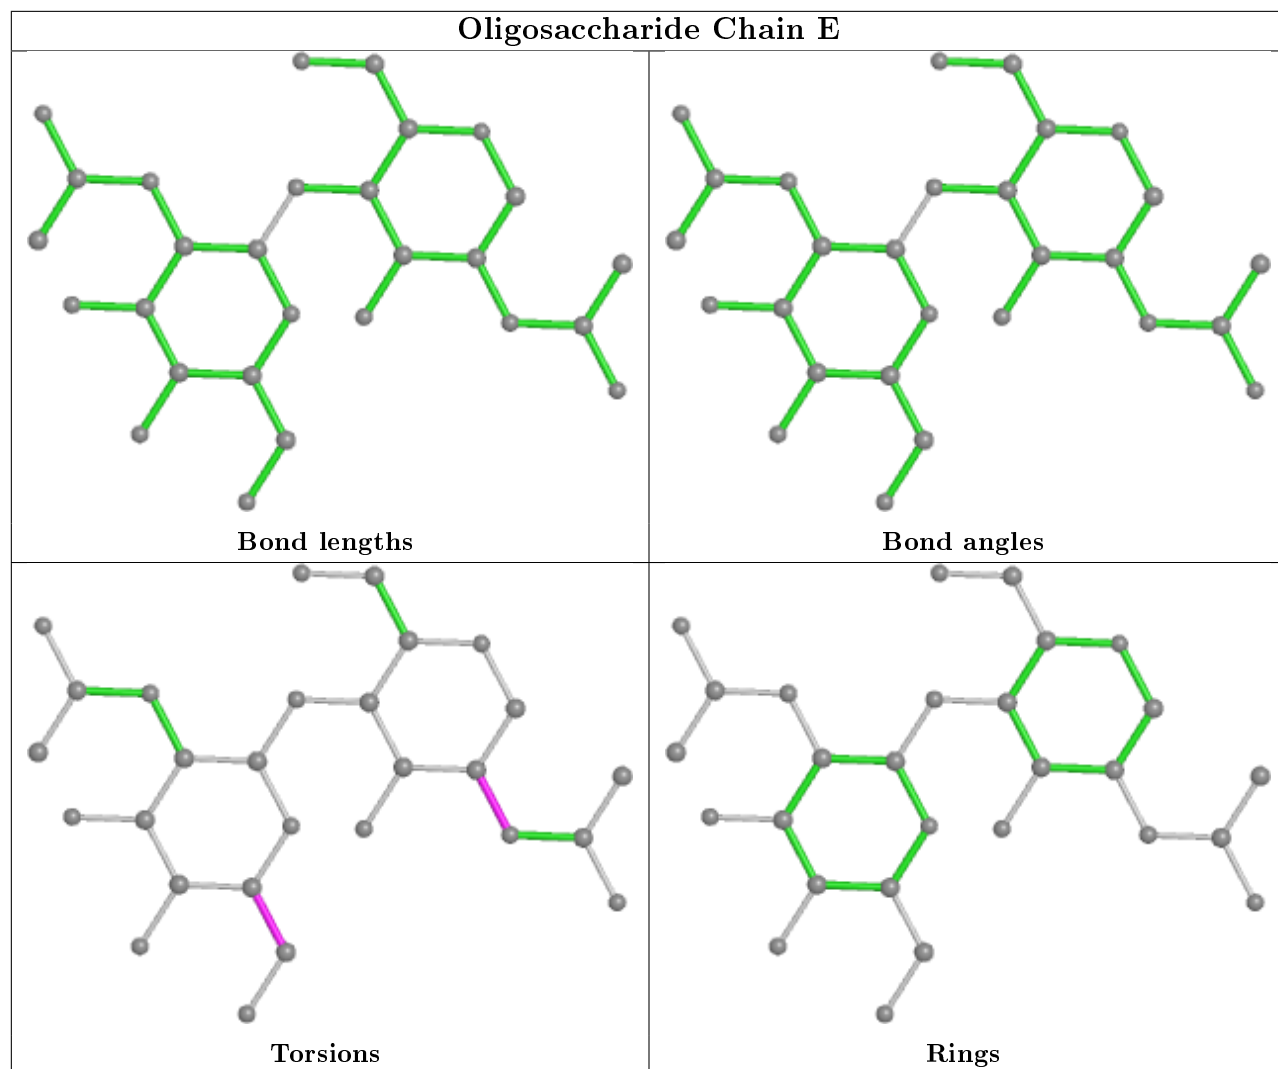 Oligosaccharide Chain E
Bond lengths
Bond angles
Torsions
Rings